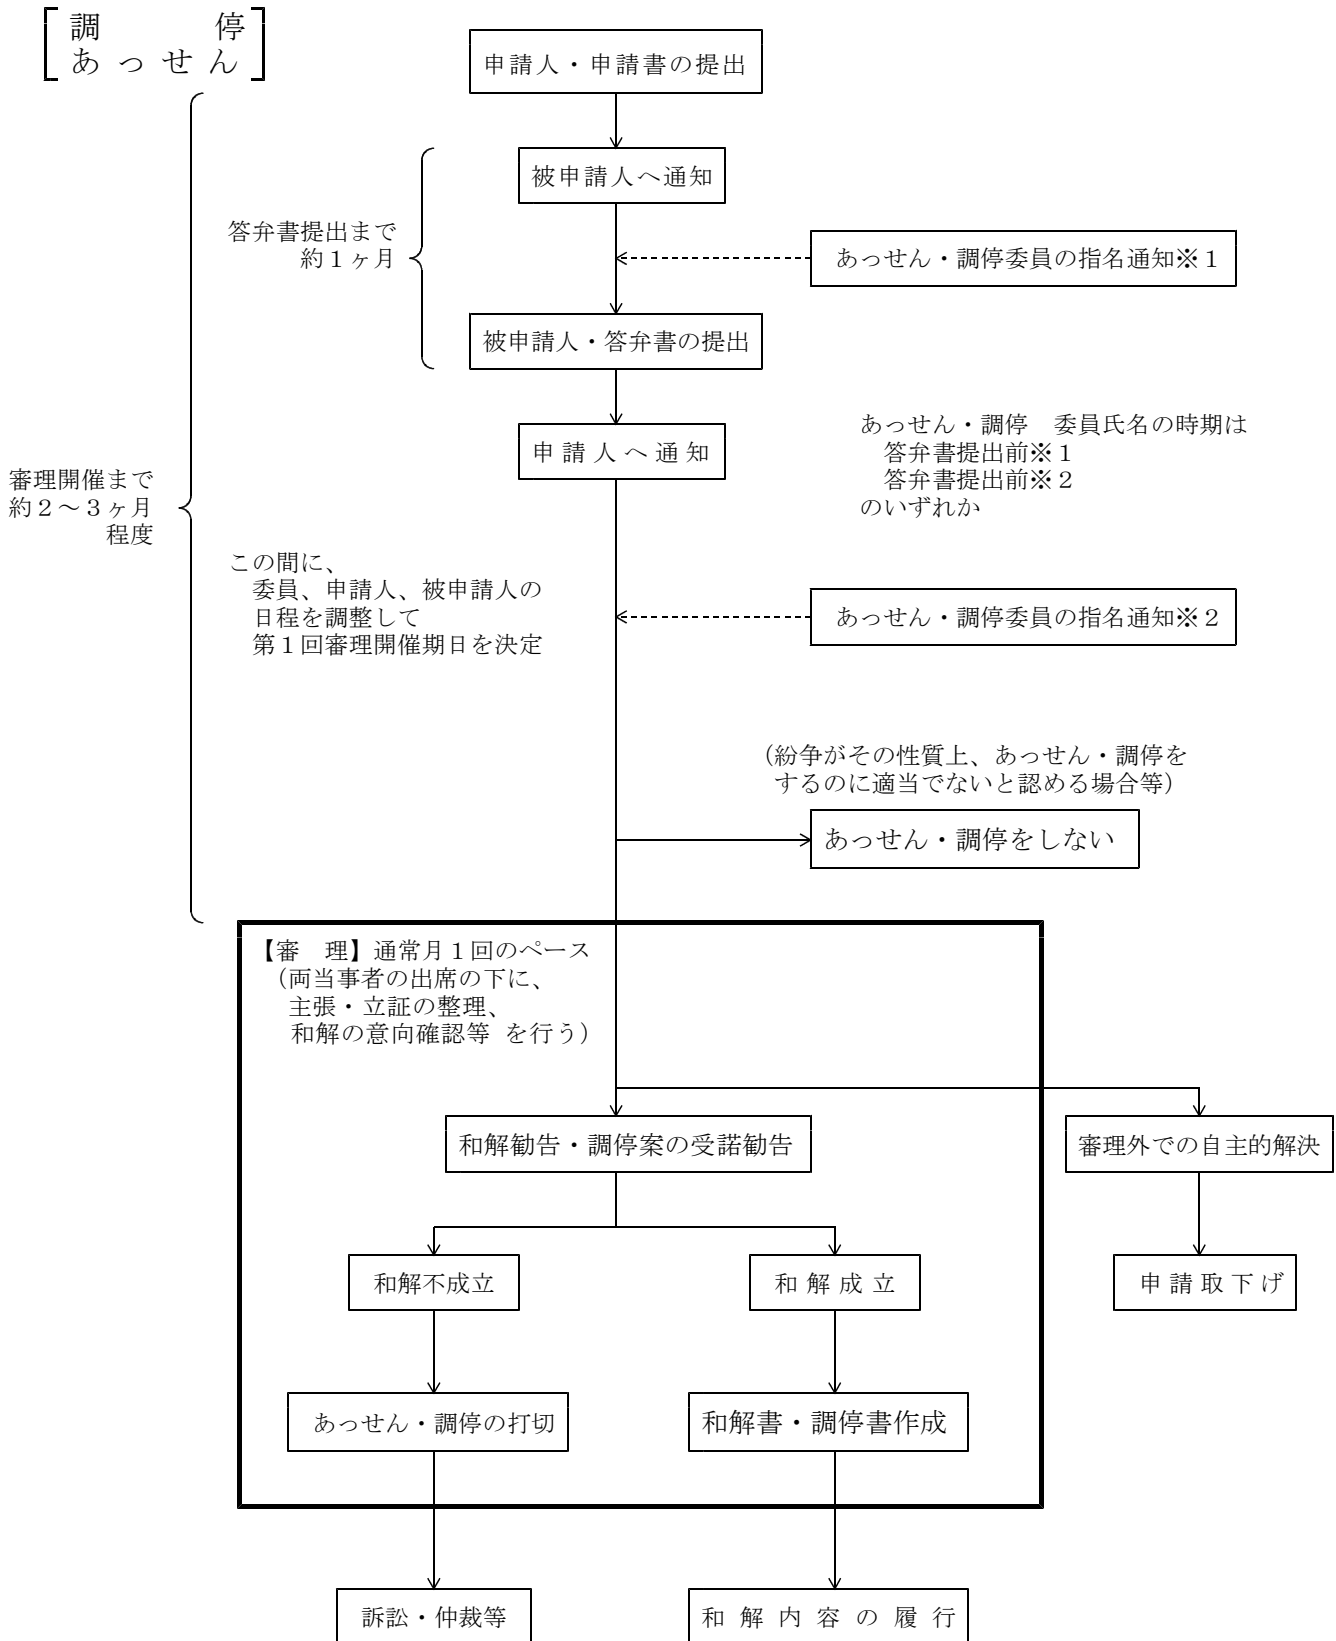 調停
あっせん
申請人・申請書の提出
被申請人へ通知
答弁書提出まで
約１ヶ月
あっせん・調停委員の指名通知※１
被申請人・答弁書の提出
申請人へ通知
あっせん・調停　委員氏名の時期は
答弁書提出前※１
答弁書提出前※２
のいずれか
審理開催まで
約２～３ヶ月
程度
この間に、
委員、申請人、被申請人の
日程を調整して
第１回審理開催期日を決定
あっせん・調停委員の指名通知※２
（紛争がその性質上、あっせん・調停を
するのに適当でないと認める場合等）
あっせん・調停をしない
【審　理】通常月１回のペース
（両当事者の出席の下に、
主張・立証の整理、
和解の意向確認等 を行う）
和解勧告・調停案の受諾勧告
審理外での自主的解決
和解不成立
和解成立
申請取下げ
あっせん・調停の打切
和解書・調停書作成
訴訟・仲裁等
和解内容の履行